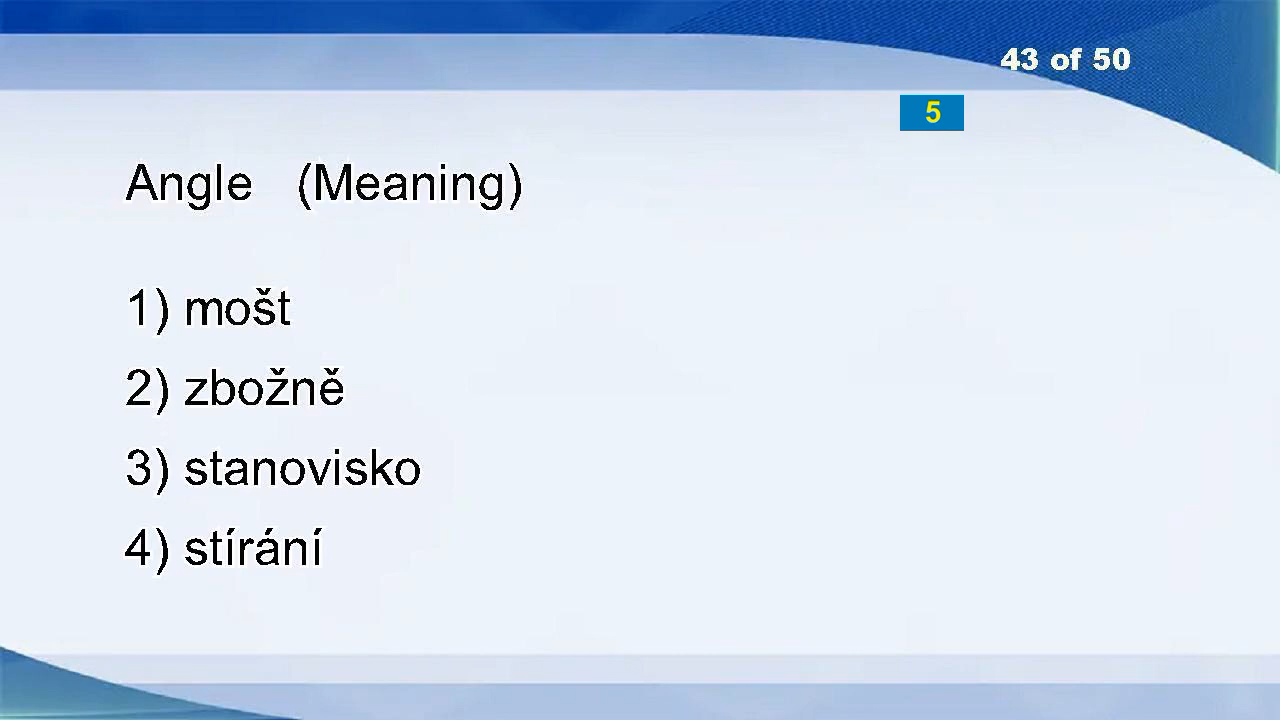 43 of 50
5
Angle (Meaning)
1) mošt
2) zbožně
3) stanovisko
4) stírání